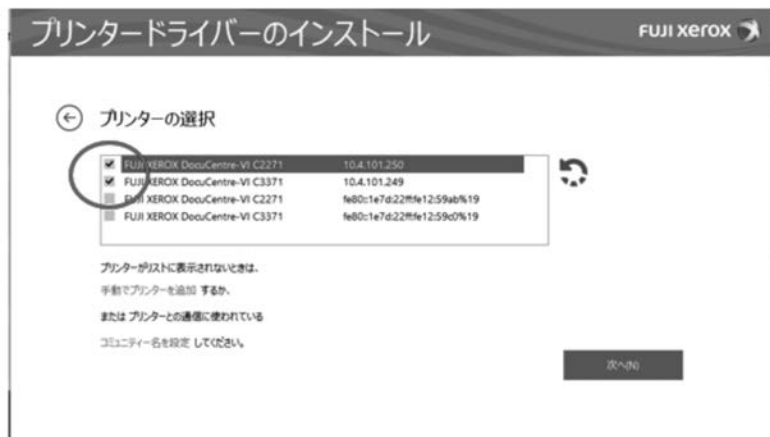 プリンタードライバーのインストール
FUJI xerox
プリンターの選択
FUJI XEROX DocuCentre-VI C2271 10.4.101.250
FUJI XEROX DocuCentre-VI C3371 10.4.101.249
FUJI XEROX DocuCentre-VI C2271 fe80::1e7d:22ff:fe12:59ab%19
FUJI XEROX DocuCentre-VI C3371 fe80::1e7d:22ff:fe12:59c0%19
プリンターがリストに表示されないときは、
手動でプリンターを追加 するか、
または プリンターとの通信に使われている
コミュニティー名を設定 してください。
次へ(N)